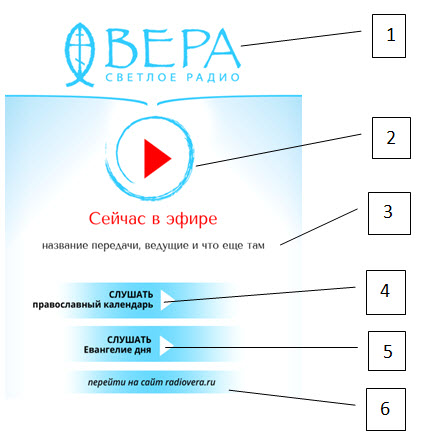 ВЕРА
СВЕТЛОЕ РАДИО
1
2
Сейчас в эфире
название передачи, ведущие и что еще там
3
СЛУШАТЬ
православный календарь
4
СЛУШАТЬ
Евангелие дня
5
перейти на сайт radiovera.ru
6